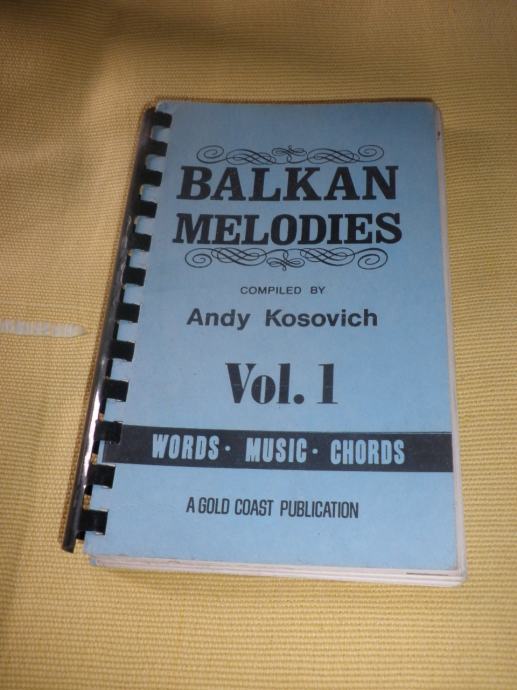 BALKAN
MELODIES
COMPILED BY
Andy Kosovich
Vol. 1
WORDS · MUSIC · CHORDS
A GOLD COAST PUBLICATION